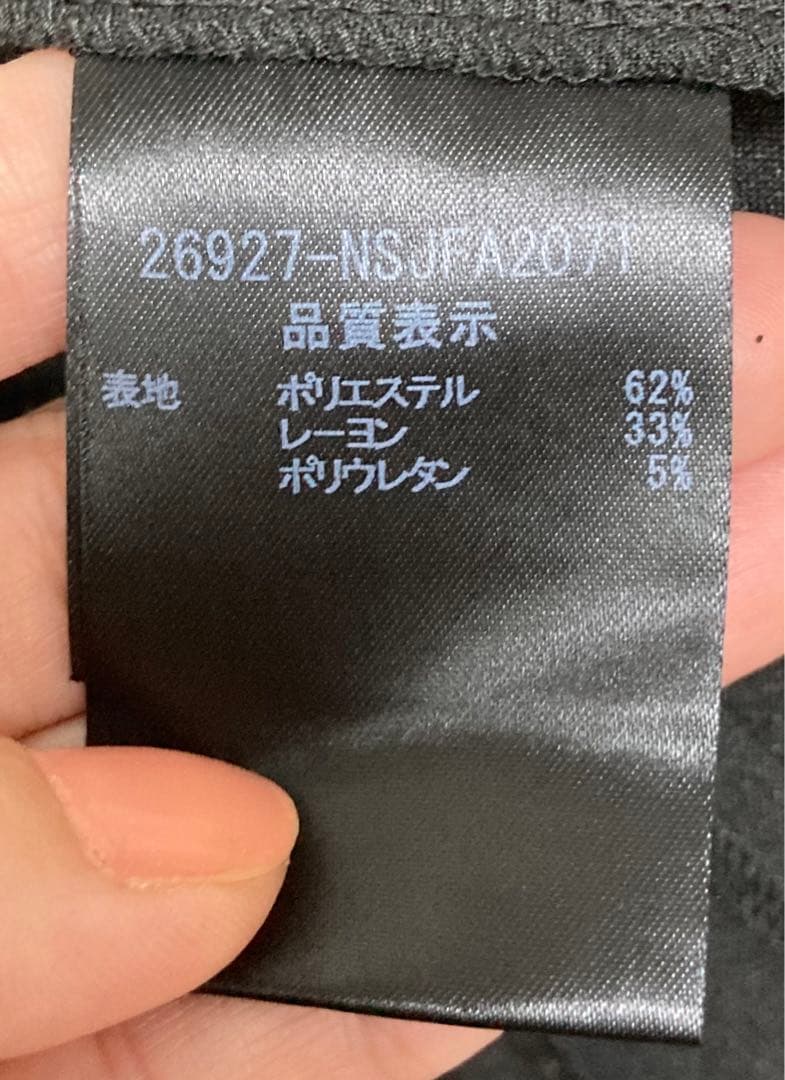 26927-NSJFA207T
品質表示
表地 ポリエステル 62%
レーヨン 33%
ポリウレタン 5%